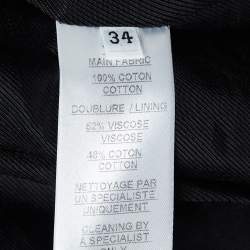 34
MAIN FABRIC
100% COTON
COTTON
DOUBLURE / LINING
62% VISCOSE
VISCOSE
48% COTON
COTTON
NETTOYAGE PAR
UN SPECIALISTE
UNIQUEMENT
CLEANING BY
A SPECIALIST